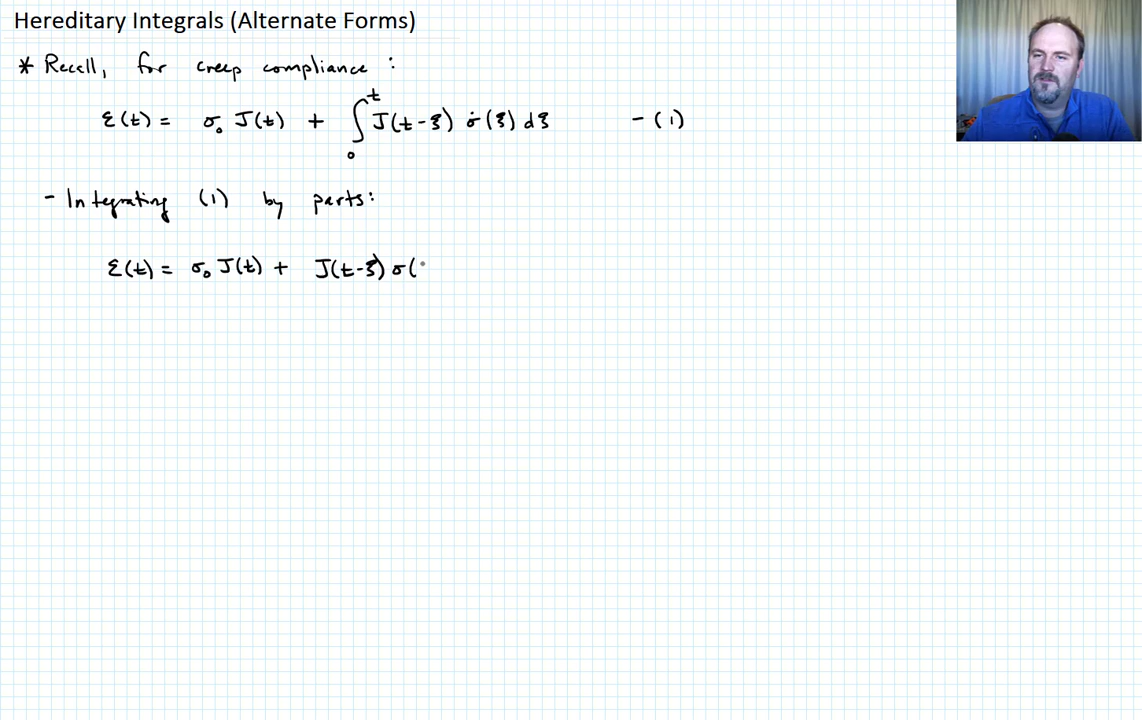 Hereditary Integrals (Alternate Forms)
* Recall, for creep compliance :
ε(t) = σ₀ J(t) + ∫₀ᵗ J(t-ξ) σ̇(ξ) dξ - (1)
- Integrating (1) by parts:
ε(t) = σ₀ J(t) + J(t-ξ) σ(